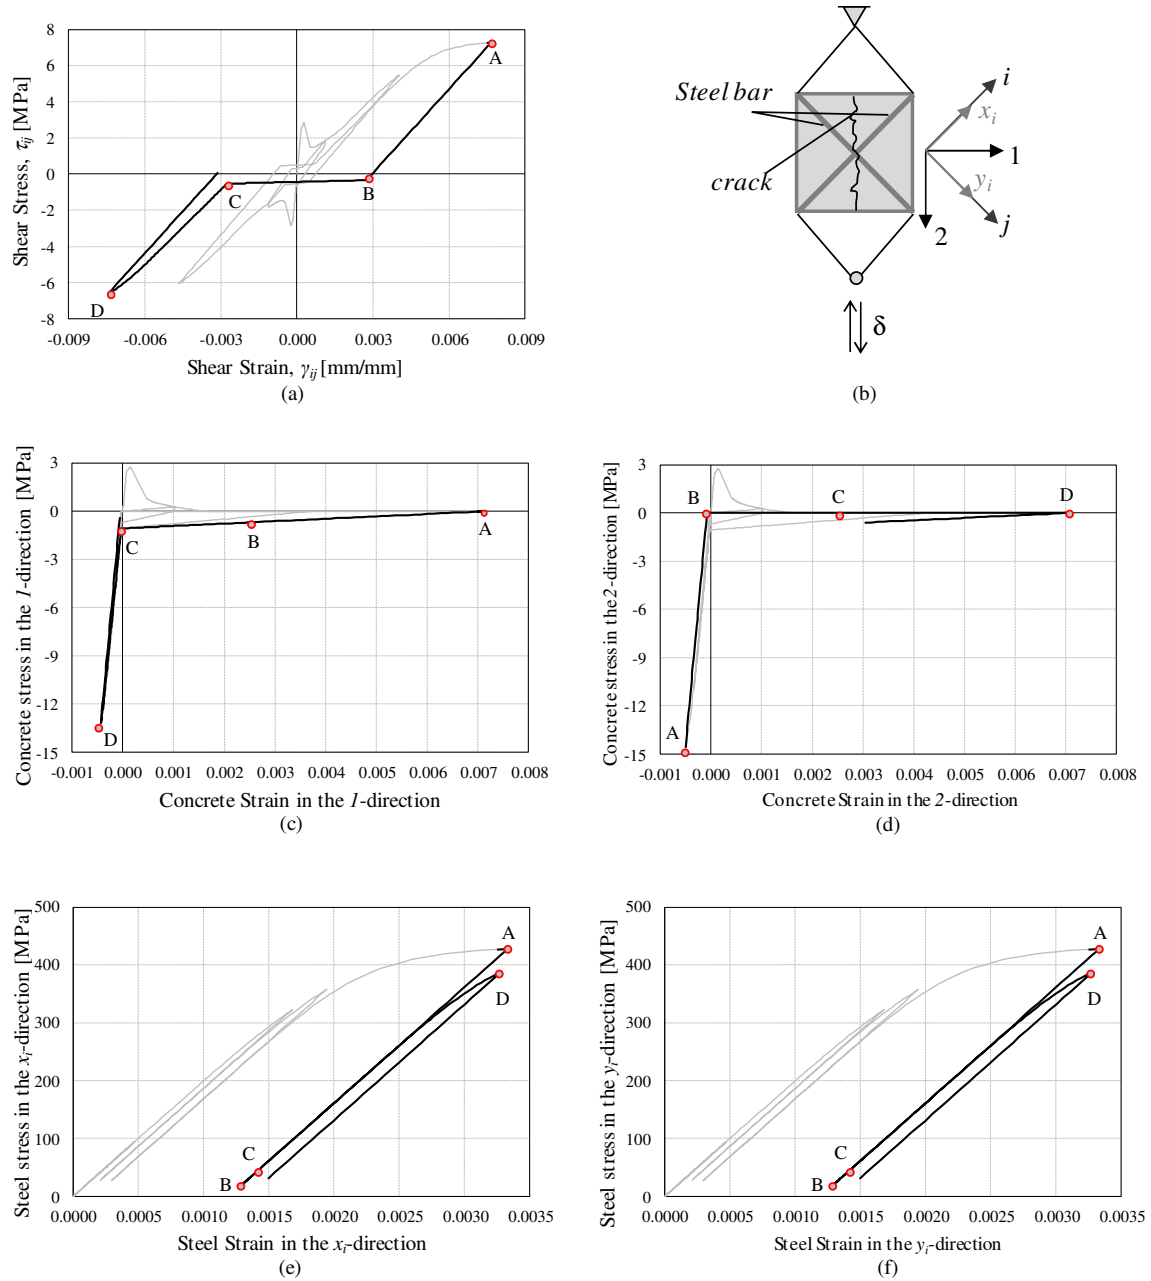 8
6
4
2
0
-2
-4
-6
-8
Shear Stress, τij [MPa]
A
B
C
D
-0.009 -0.006 -0.003 0.000 0.003 0.006 0.009
Shear Strain, γij [mm/mm]
(a)
Steel bar
crack
i
xi
1
yi
j
2
δ
(b)
3
0
-3
-6
-9
-12
-15
Concrete stress in the 1-direction [MPa]
A
B
C
D
-0.001 0.000 0.001 0.002 0.003 0.004 0.005 0.006 0.007 0.008
Concrete Strain in the 1-direction
(c)
3
0
-3
-6
-9
-12
-15
Concrete stress in the 2-direction [MPa]
B
C
D
A
-0.001 0.000 0.001 0.002 0.003 0.004 0.005 0.006 0.007 0.008
Concrete Strain in the 2-direction
(d)
500
400
300
200
100
0
Steel stress in the xi-direction [MPa]
A
D
C
B
0.0000 0.0005 0.0010 0.0015 0.0020 0.0025 0.0030 0.0035
Steel Strain in the xi-direction
(e)
500
400
300
200
100
0
Steel stress in the yi-direction [MPa]
A
D
C
B
0.0000 0.0005 0.0010 0.0015 0.0020 0.0025 0.0030 0.0035
Steel Strain in the yi-direction
(f)